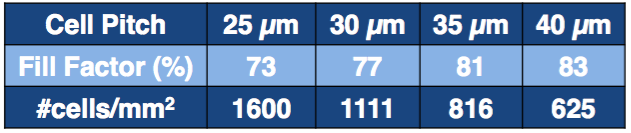 Cell Pitch 25 μm 30 μm 35 μm 40 μm
Fill Factor (%) 73 77 81 83
#cells/mm² 1600 1111 816 625